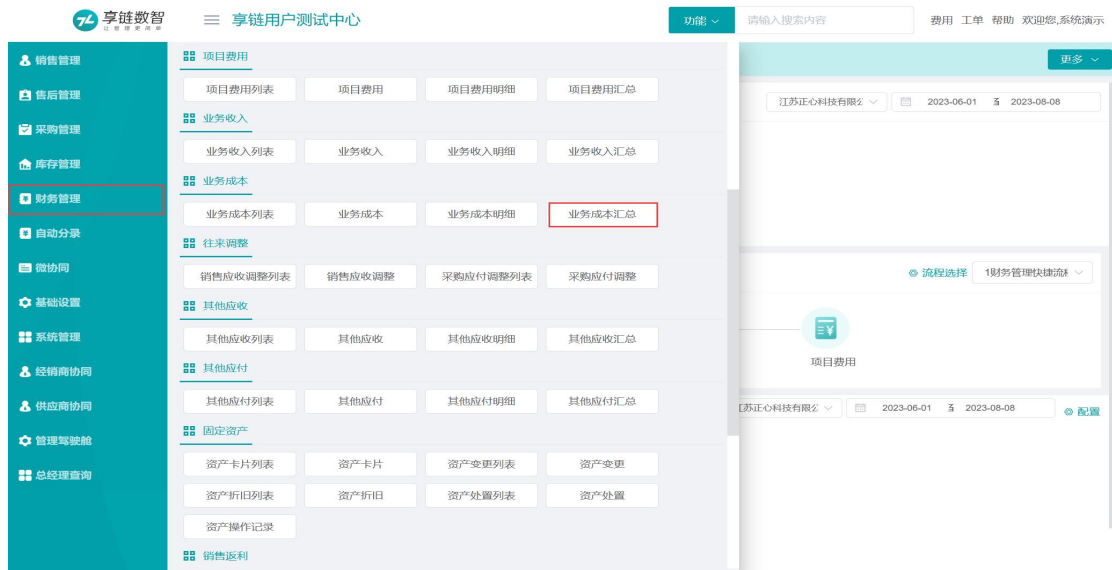 享链数智
让管理更简单
享链用户测试中心
功能
请输入搜索内容
费用 工单 帮助 欢迎您,系统演示
销售管理
售后管理
采购管理
库存管理
财务管理
自动分录
微协同
基础设置
系统管理
经销商协同
供应商协同
管理驾驶舱
总经理查询
项目费用
项目费用列表 项目费用 项目费用明细 项目费用汇总
业务收入
业务收入列表 业务收入 业务收入明细 业务收入汇总
业务成本
业务成本列表 业务成本 业务成本明细 业务成本汇总
往来调整
销售应收调整列表 销售应收调整 采购应付调整列表 采购应付调整
其他应收
其他应收列表 其他应收 其他应收明细 其他应收汇总
其他应付
其他应付列表 其他应付 其他应付明细 其他应付汇总
固定资产
资产卡片列表 资产卡片 资产变更列表 资产变更
资产折旧列表 资产折旧 资产处置列表 资产处置
资产操作记录
销售返利
更多
江苏正心科技有限公 2023-06-01 至 2023-08-08
流程选择 1财务管理快捷流程
项目费用
江苏正心科技有限公 2023-06-01 至 2023-08-08 配置